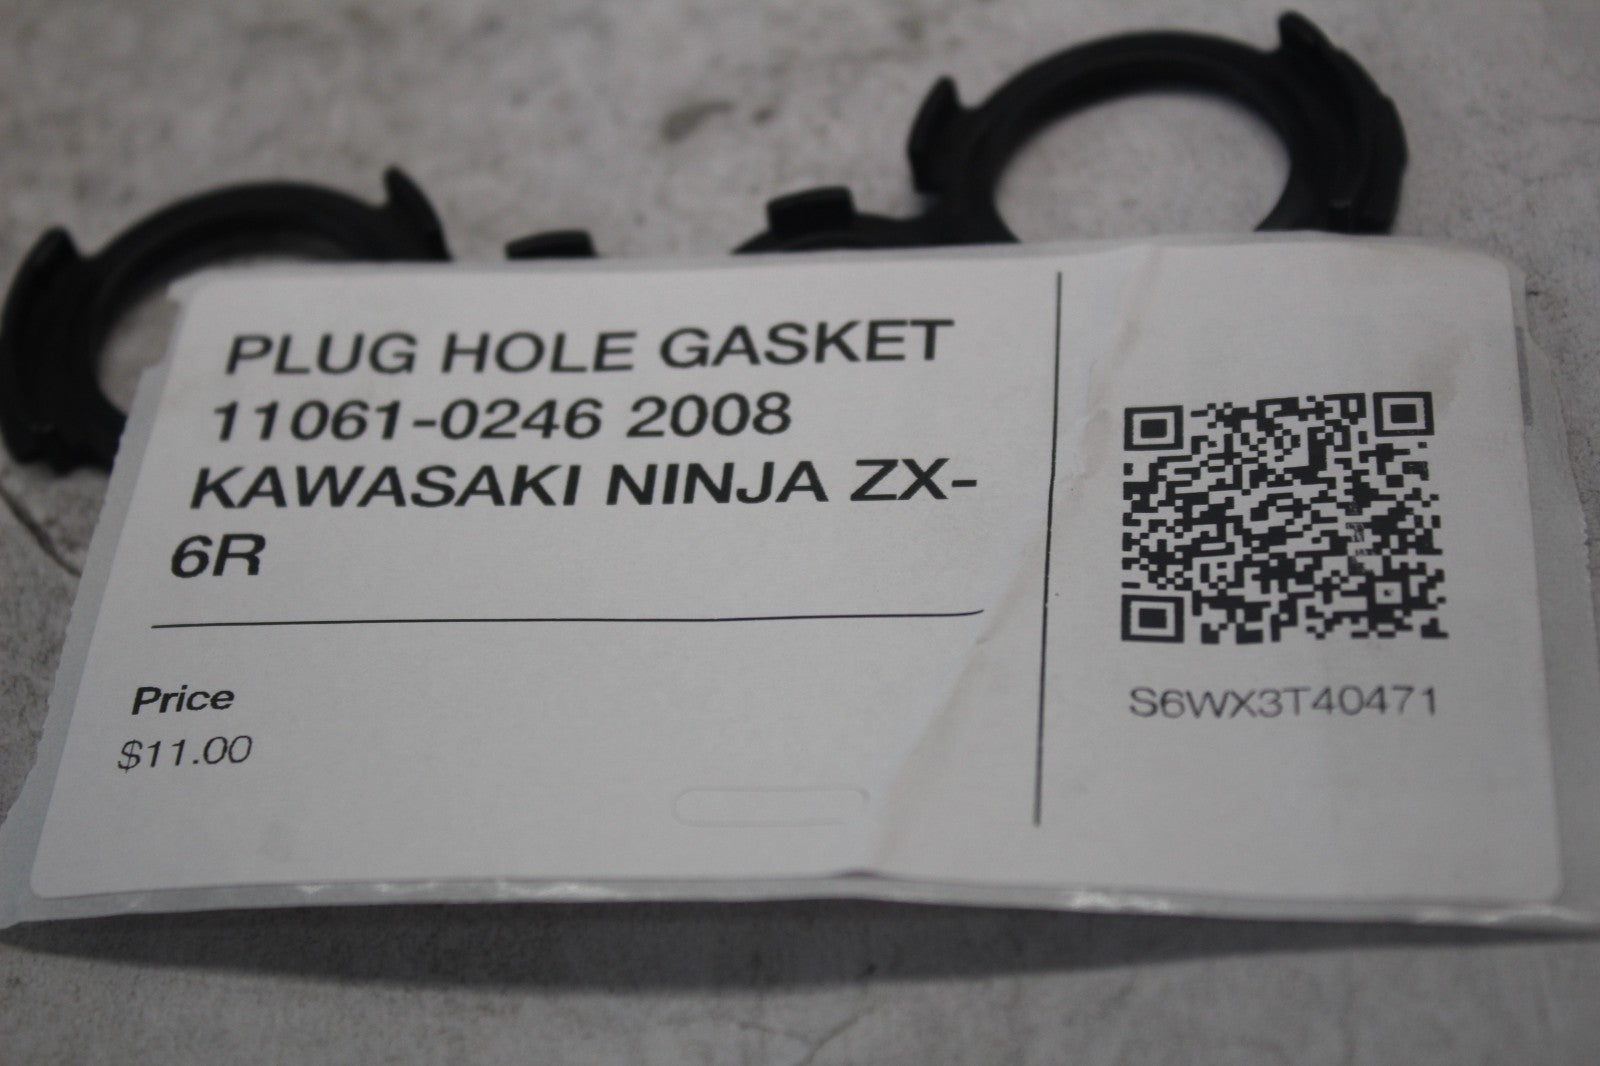 PLUG HOLE GASKET
11061-0246 2008
KAWASAKI NINJA ZX-
6R
Price
$11.00
S6WX3T40471